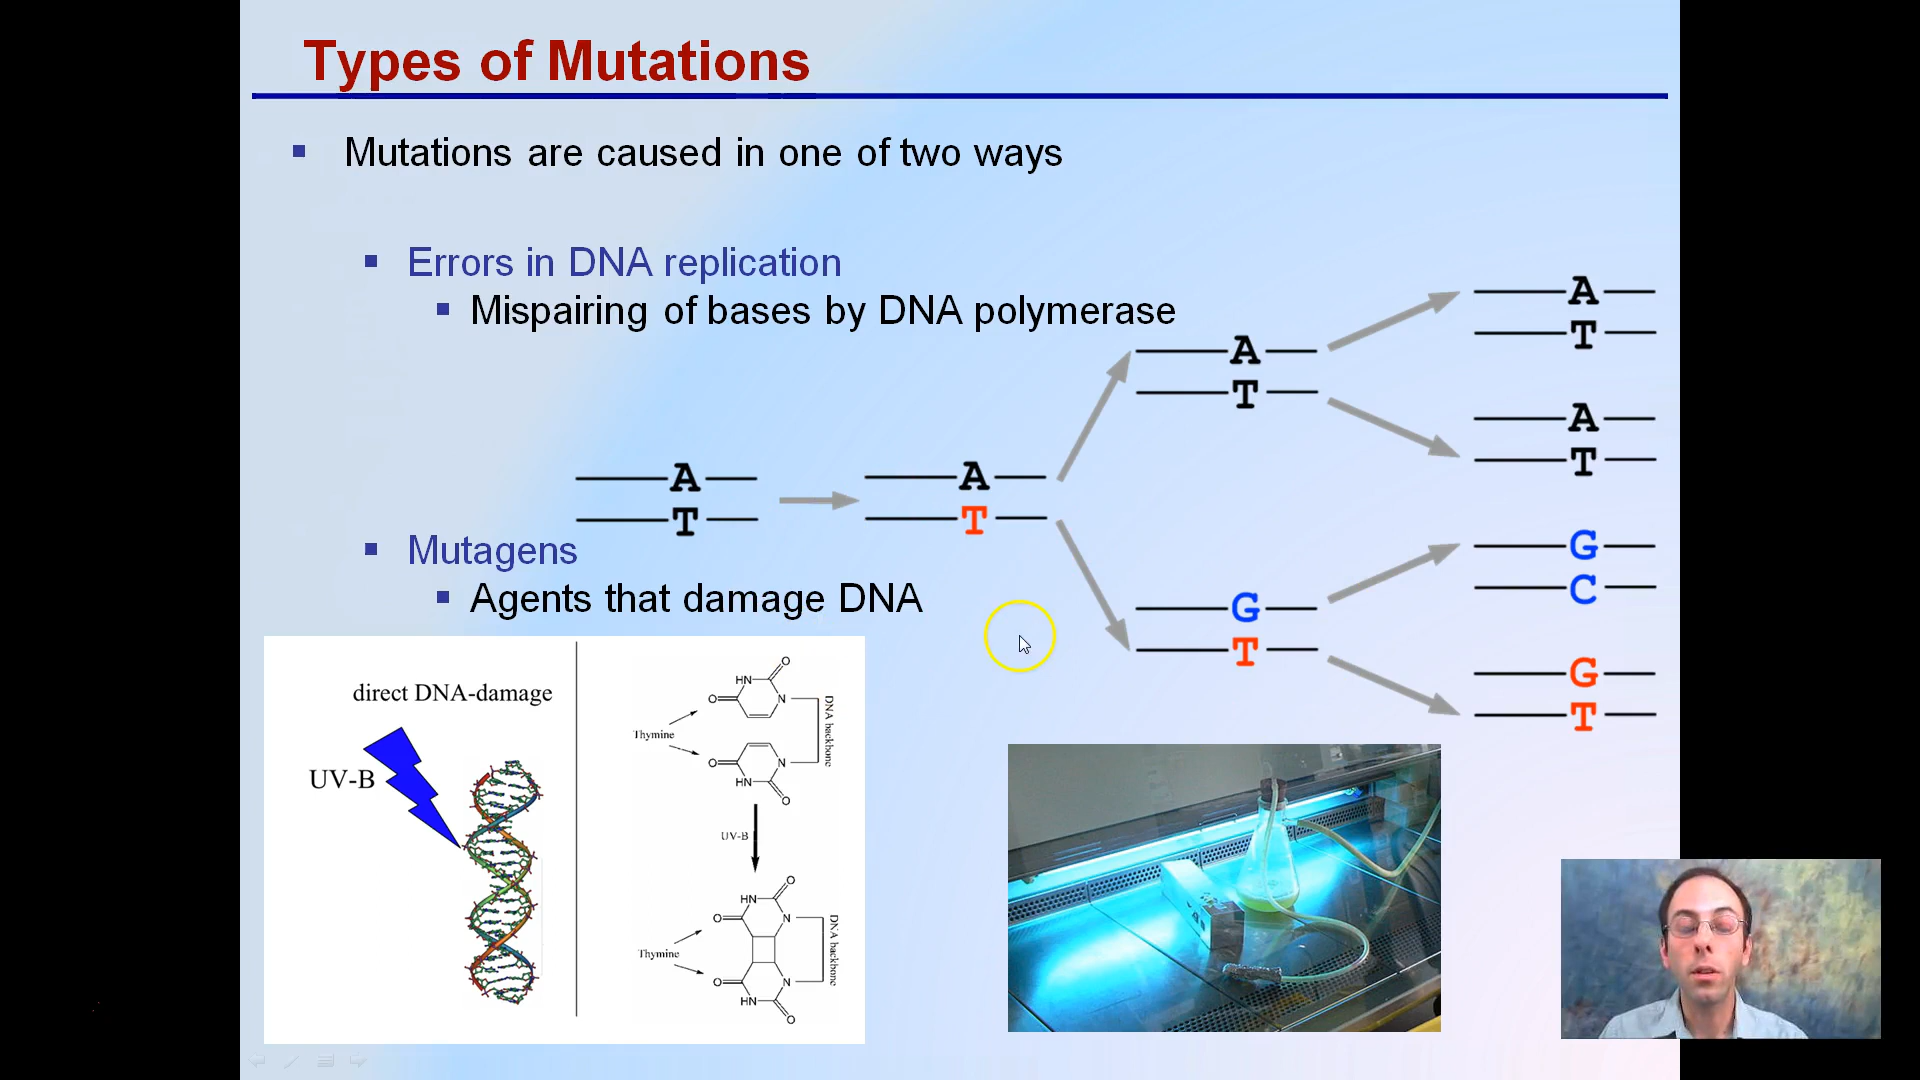 Types of Mutations
Mutations are caused in one of two ways
Errors in DNA replication
Mispairing of bases by DNA polymerase
A
T
A
T
A
T
A
T
A
T
G
T
G
C
G
T
Mutagens
Agents that damage DNA
direct DNA-damage
UV-B
O
HN
O
N
Thymine
DNA backbone
O
N
HN
O
UV-B
O
HN
O
N
Thymine
DNA backbone
O
N
HN
O